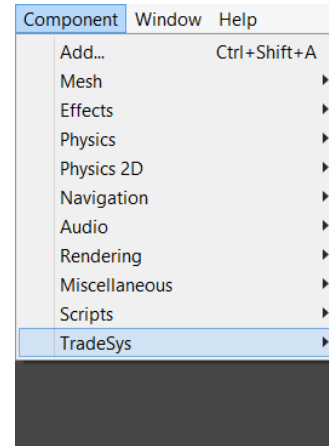 Component Window Help
Add... Ctrl+Shift+A
Mesh
Effects
Physics
Physics 2D
Navigation
Audio
Rendering
Miscellaneous
Scripts
TradeSys